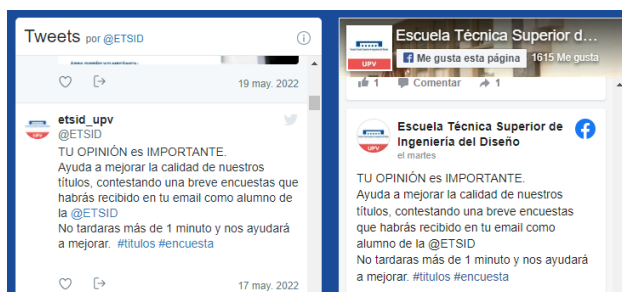 Tweets por @ETSID
19 may. 2022
etsid_upv
@ETSID
TU OPINIÓN es IMPORTANTE.
Ayuda a mejorar la calidad de nuestros
títulos, contestando una breve encuestas que
habrás recibido en tu email como alumno de
la @ETSID
No tardaras más de 1 minuto y nos ayudará
a mejorar. #titulos #encuesta
17 may. 2022
Escuela Técnica Superior d...
UPV
Me gusta esta página
1615 Me gusta
1 Comentar 1
Escuela Técnica Superior de
Ingeniería del Diseño
el martes
TU OPINIÓN es IMPORTANTE.
Ayuda a mejorar la calidad de nuestros
títulos, contestando una breve encuestas
que habrás recibido en tu email como
alumno de la @ETSID
No tardaras más de 1 minuto y nos ayudará
a mejorar. #titulos #encuesta